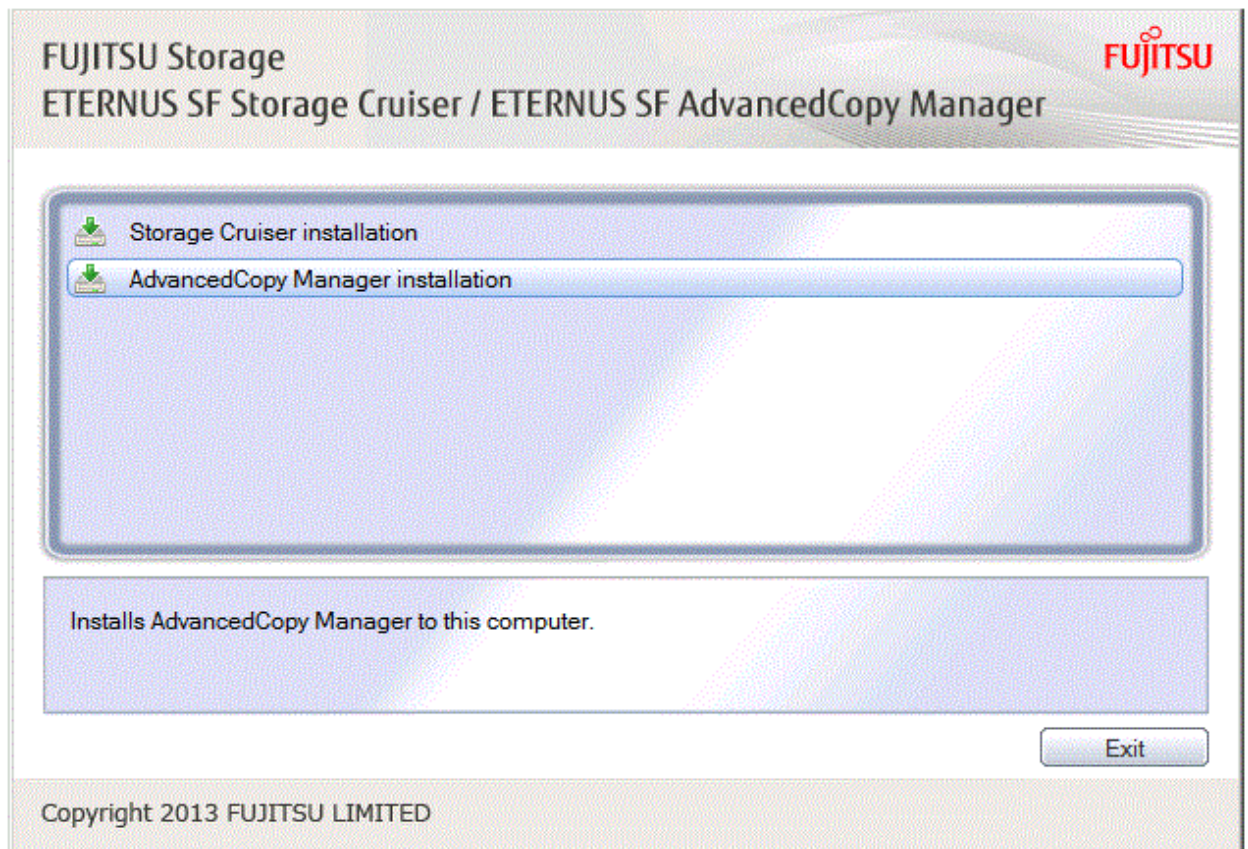 FUJITSU Storage
FUJITSU
ETERNUS SF Storage Cruiser / ETERNUS SF AdvancedCopy Manager
Storage Cruiser installation
AdvancedCopy Manager installation
Installs AdvancedCopy Manager to this computer.
Exit
Copyright 2013 FUJITSU LIMITED